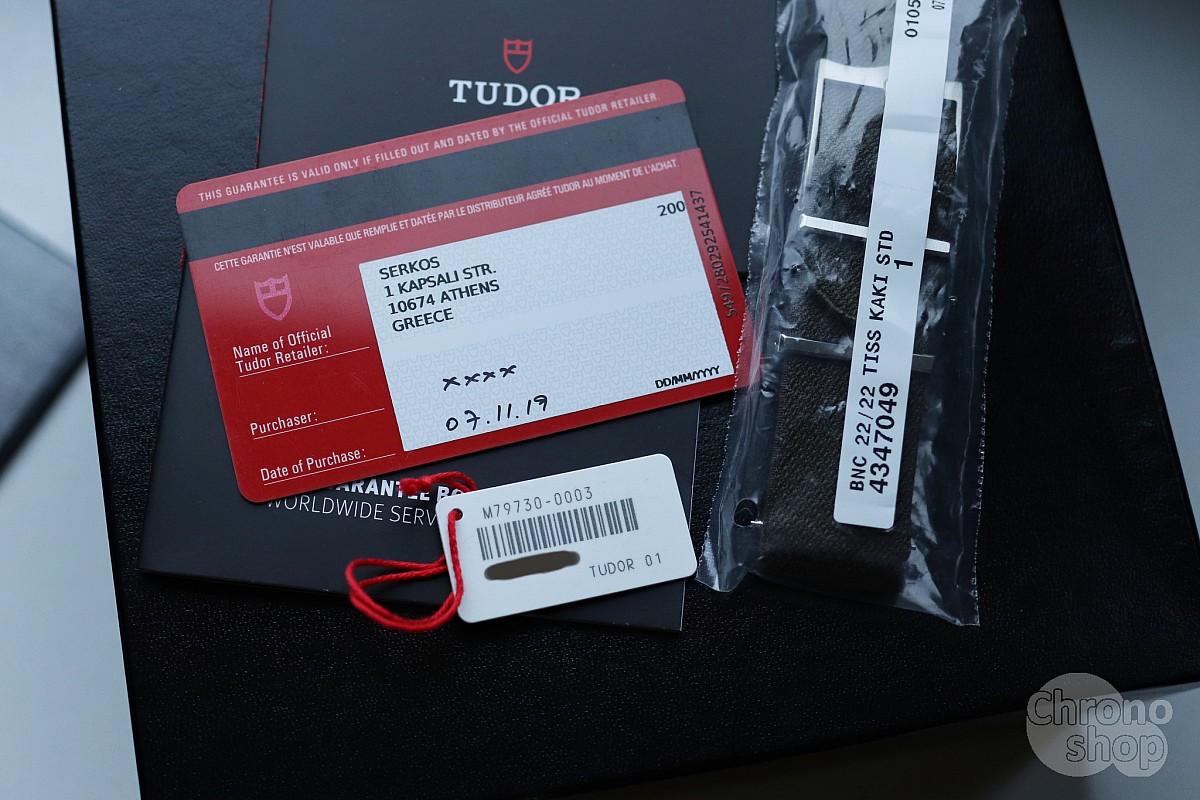 TUDOR
THIS GUARANTEE IS VALID ONLY IF FILLED OUT AND DATED BY THE OFFICIAL TUDOR RETAILER.
CETTE GARANTIE N'EST VALABLE QUE REMPLIE ET DATÉE PAR LE DISTRIBUTEUR AGRÉÉ TUDOR AU MOMENT DE L'ACHAT.
200
5497280292541437
SERKOS
1 KAPSALI STR.
10674 ATHENS
GREECE
Name of Official
Tudor Retailer:
Purchaser:
xxxx
DD/MM/YYYY
Date of Purchase:
07.11.19
WORLDWIDE
M79730-0003
TUDOR 01
0105
07
BNC 22/22 TISS KAKI STD
4347049 1
Chrono
shop